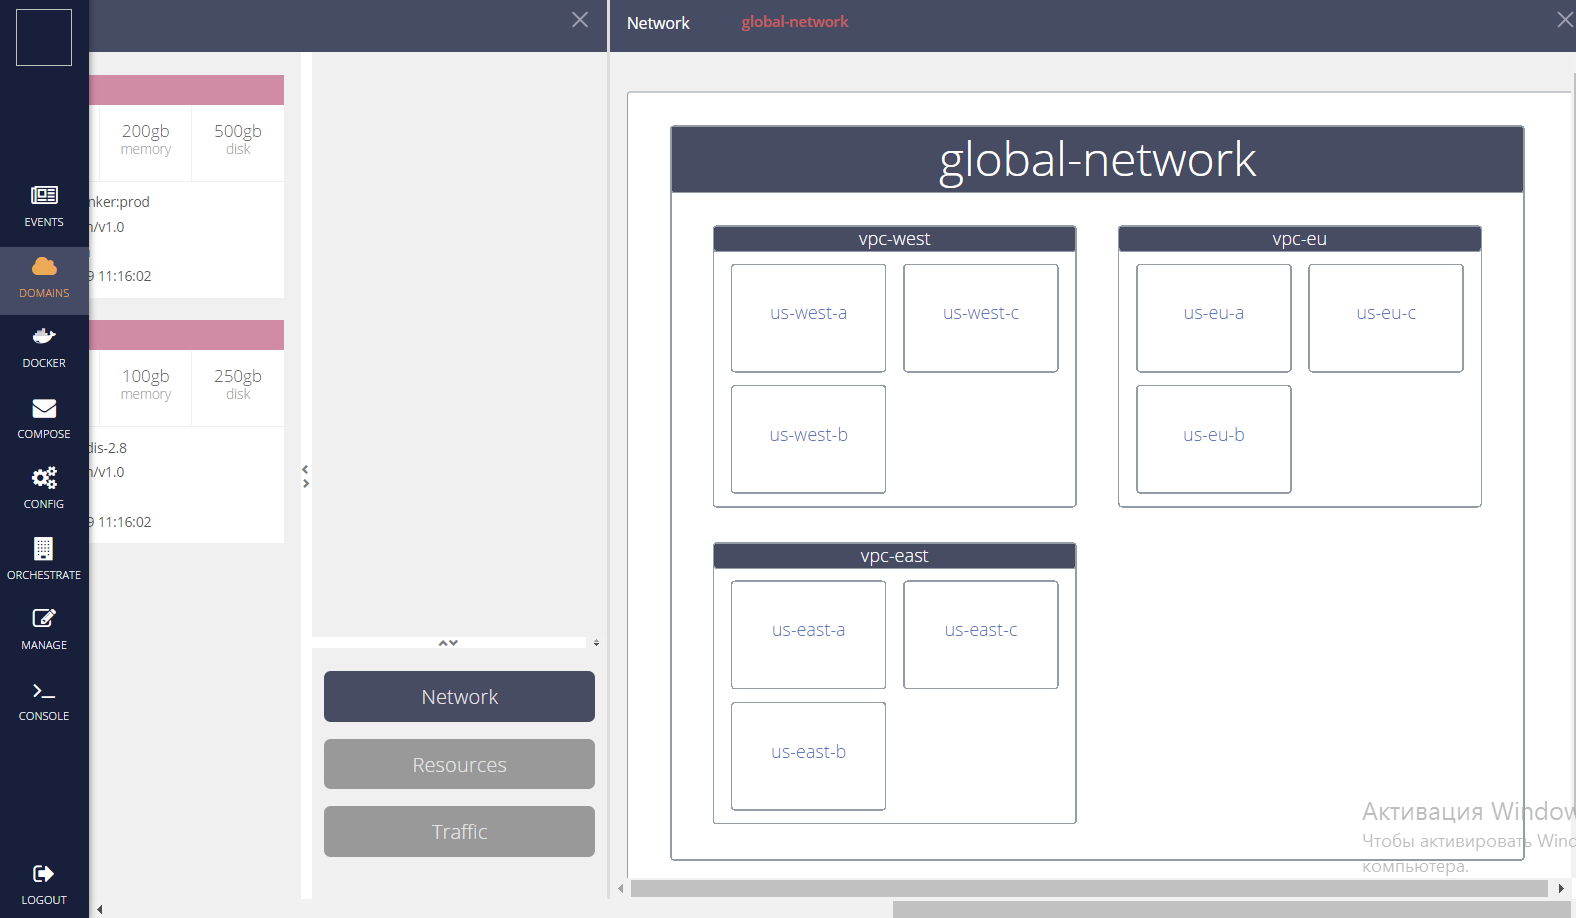 EVENTS
DOMAINS
DOCKER
COMPOSE
CONFIG
ORCHESTRATE
MANAGE
CONSOLE
LOGOUT
200gb
memory
500gb
disk
nker:prod
/v1.0
9 11:16:02
100gb
memory
250gb
disk
dis-2.8
/v1.0
9 11:16:02
Network
Resources
Traffic
Network
global-network
global-network
vpc-west
us-west-a
us-west-c
us-west-b
vpc-eu
us-eu-a
us-eu-c
us-eu-b
vpc-east
us-east-a
us-east-c
us-east-b
Активация Window
Чтобы активировать Wind
компьютера.